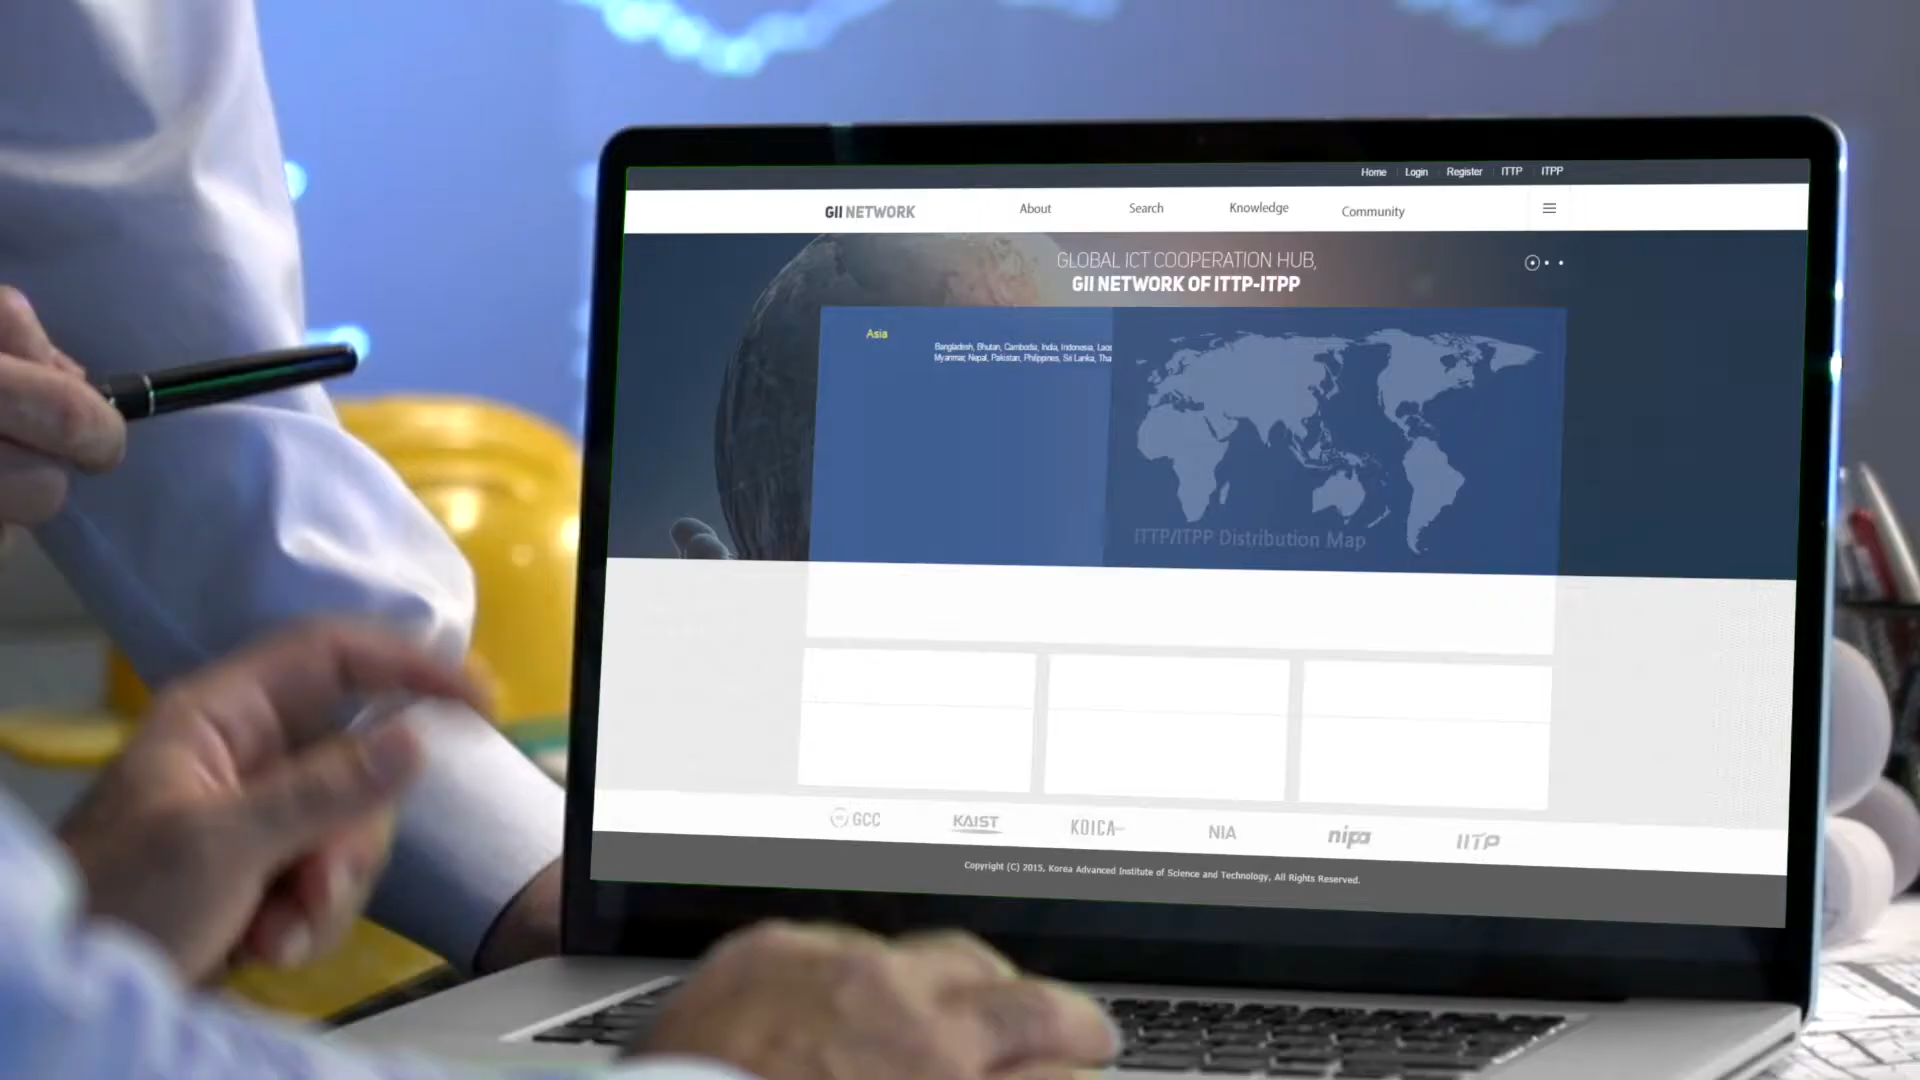 Home Login Register ITTP ITPP
GII NETWORK About Search Knowledge Community
GLOBAL ICT COOPERATION HUB,
GII NETWORK OF ITTP-ITPP
Asia
Bangladesh, Bhutan, Cambodia, India, Indonesia, Laos
Myanmar, Nepal, Pakistan, Philippines, Sri Lanka, Tha
ITTP/ITPP Distribution Map
GCC KAIST KOICA NIA nipa IITP
Copyright (C) 2015, Korea Advanced Institute of Science and Technology, All Rights Reserved.